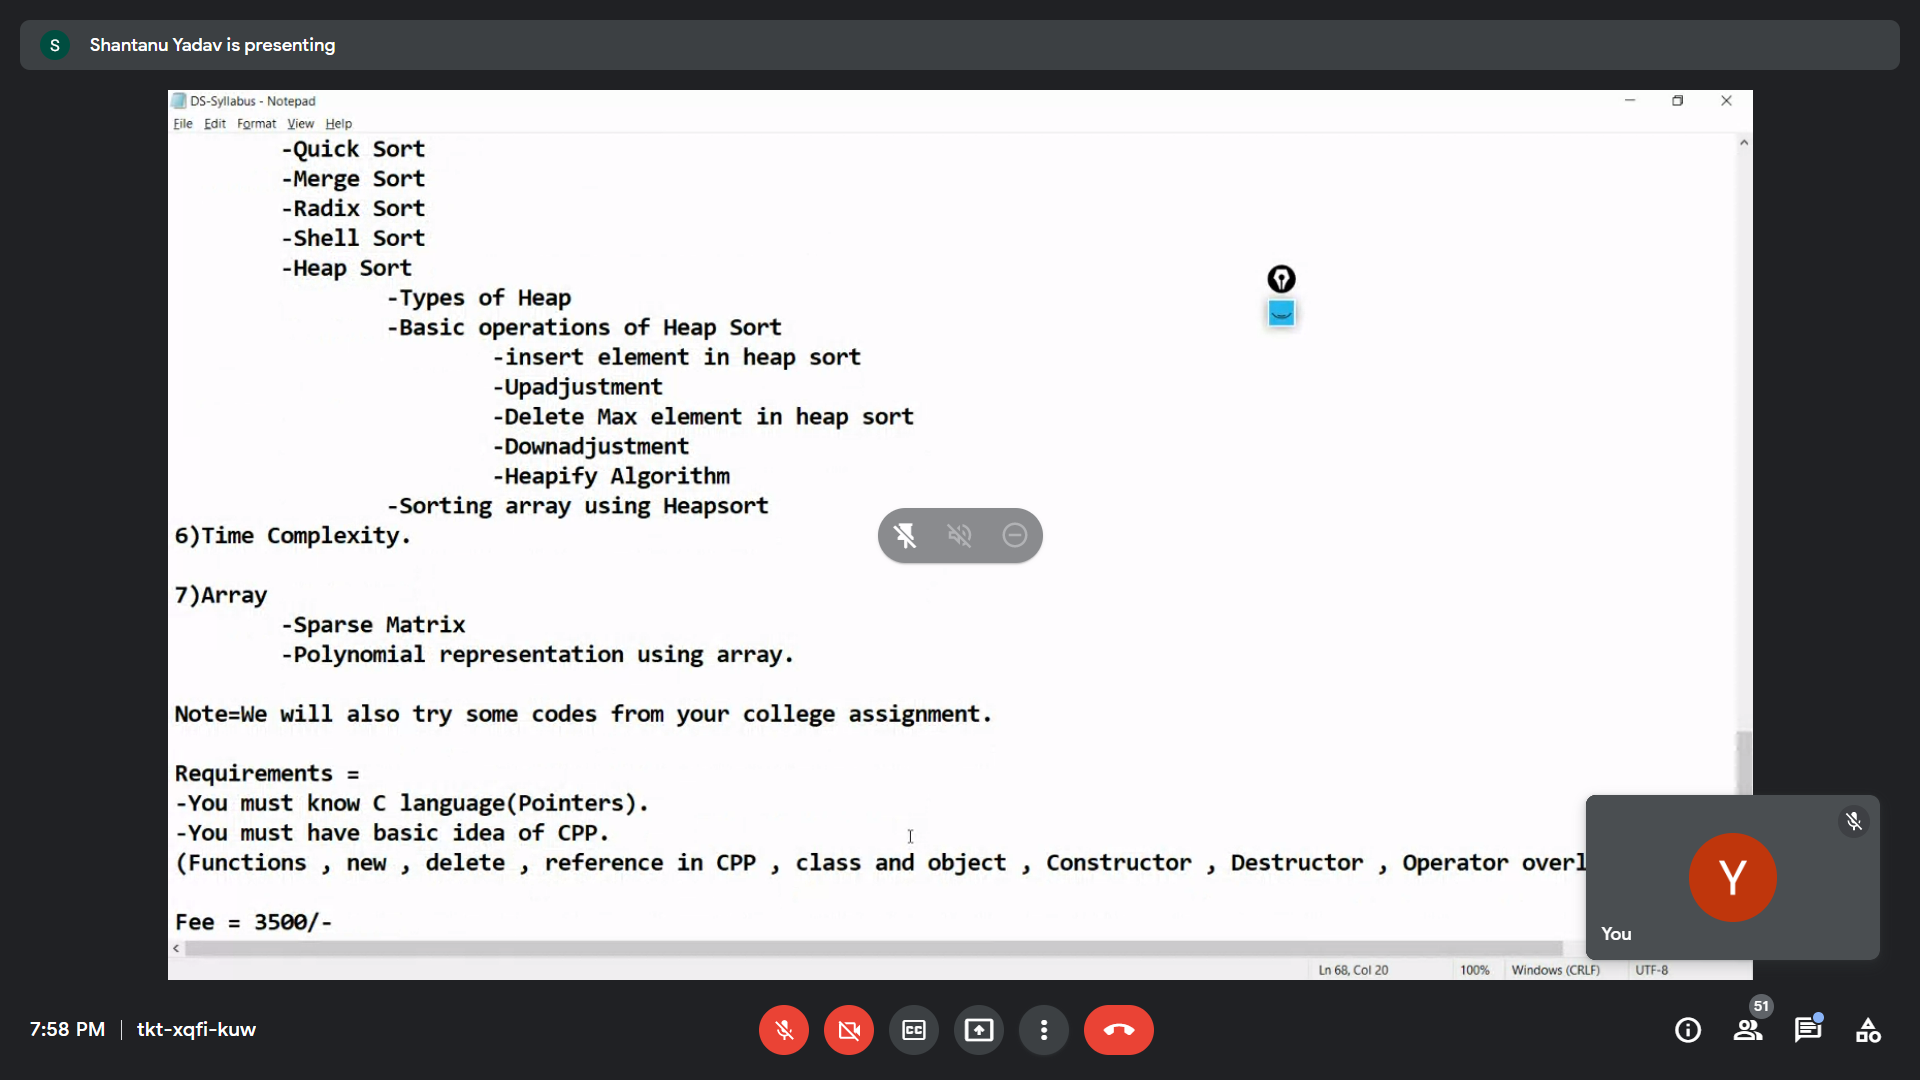 S Shantanu Yadav is presenting
DS-Syllabus - Notepad
File Edit Format View Help
-Quick Sort
-Merge Sort
-Radix Sort
-Shell Sort
-Heap Sort
-Types of Heap
-Basic operations of Heap Sort
-insert element in heap sort
-Upadjustment
-Delete Max element in heap sort
-Downadjustment
-Heapify Algorithm
-Sorting array using Heapsort
6)Time Complexity.
7)Array
-Sparse Matrix
-Polynomial representation using array.
Note=We will also try some codes from your college assignment.
Requirements =
-You must know C language(Pointers).
-You must have basic idea of CPP.
(Functions , new , delete , reference in CPP , class and object , Constructor , Destructor , Operator overl
Fee = 3500/-
Y
You
Ln 68, Col 20 100% Windows (CRLF) UTF-8
7:58 PM | tkt-xqfi-kuw
CC
51